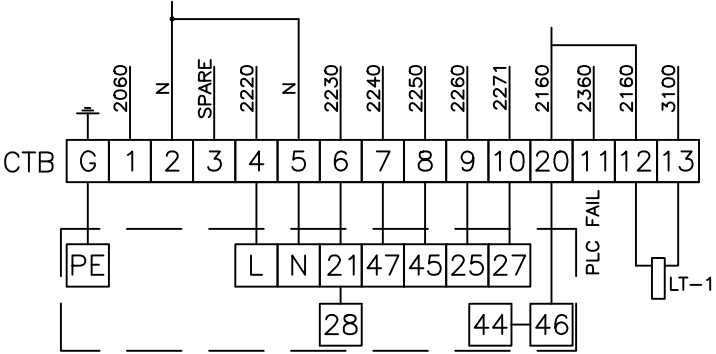 2060 N SPARE 2220 N 2230 2240 2250 2260 2271 2160 2360 2160 3100
CTB G 1 2 3 4 5 6 7 8 9 10 20 11 12 13
PLC FAIL
PE L N 21 47 45 25 27
LT-1
28 44 46